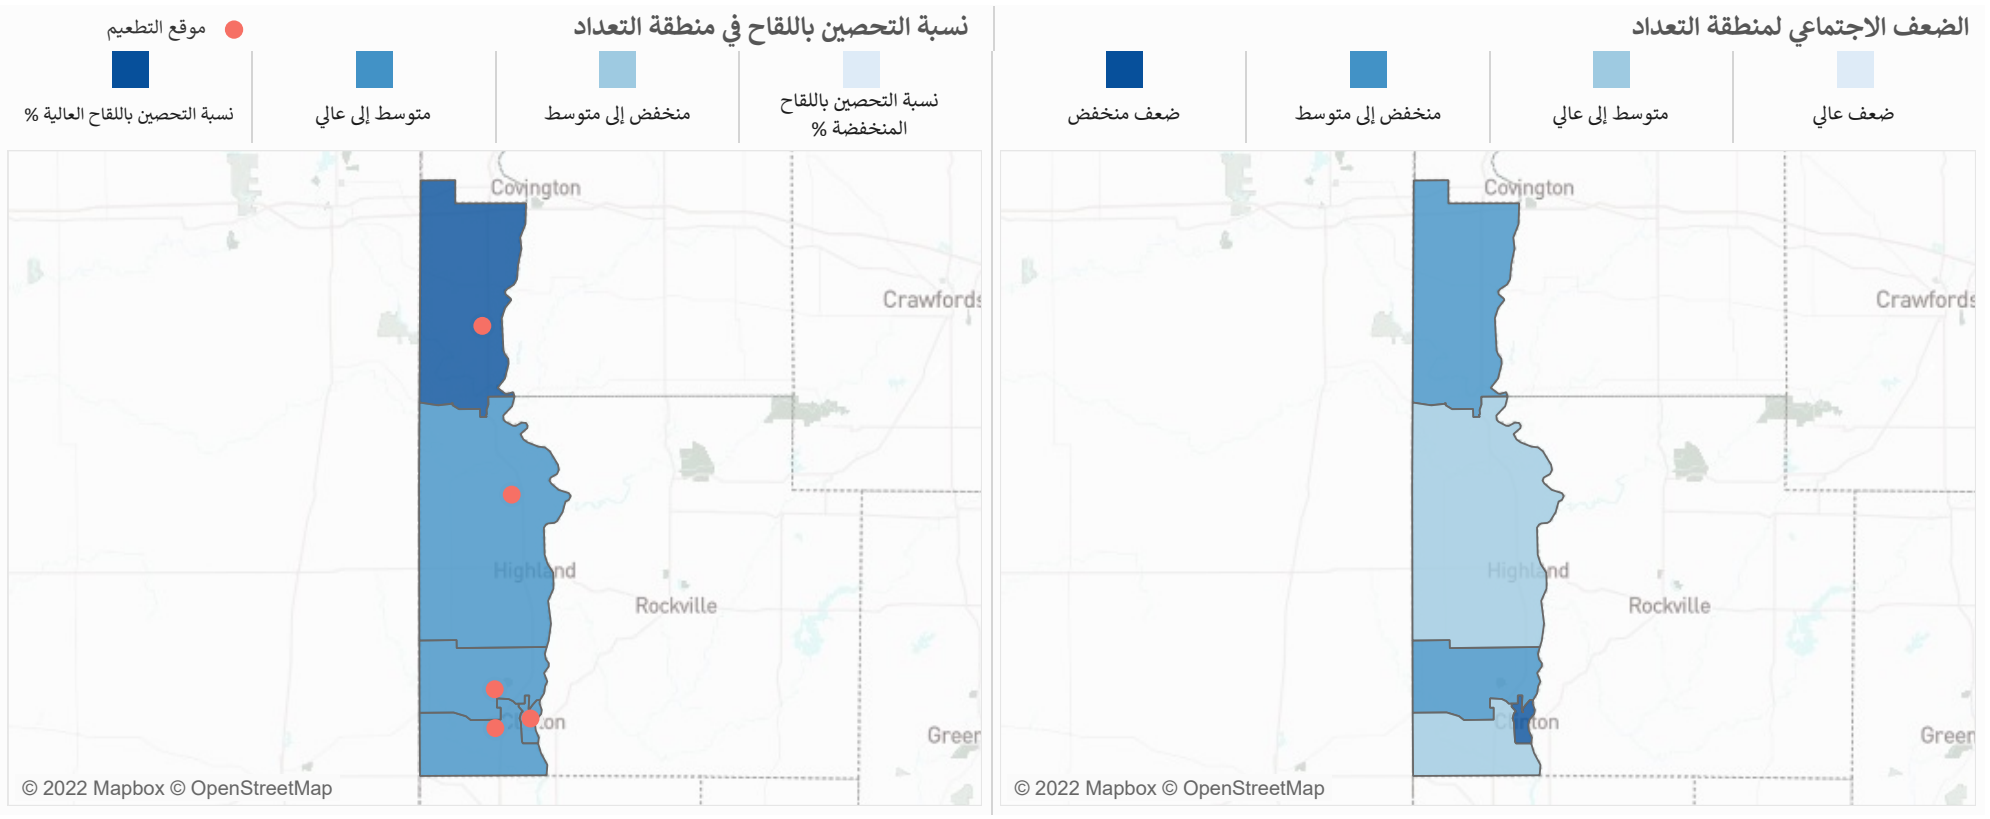 الضعف الاجتماعي لمنطقة التعداد
ضعف عالي
متوسط إلى عالي
منخفض إلى متوسط
ضعف منخفض
Covington
Crawfords
Highland
Rockville
Clinton
Green
© 2022 Mapbox © OpenStreetMap
نسبة التحصين باللقاح في منطقة التعداد
موقع التطعيم
نسبة التحصين باللقاح
المنخفضة %
منخفض إلى متوسط
متوسط إلى عالي
نسبة التحصين باللقاح العالية %
Covington
Crawfords
Highland
Rockville
Clinton
Green
© 2022 Mapbox © OpenStreetMap